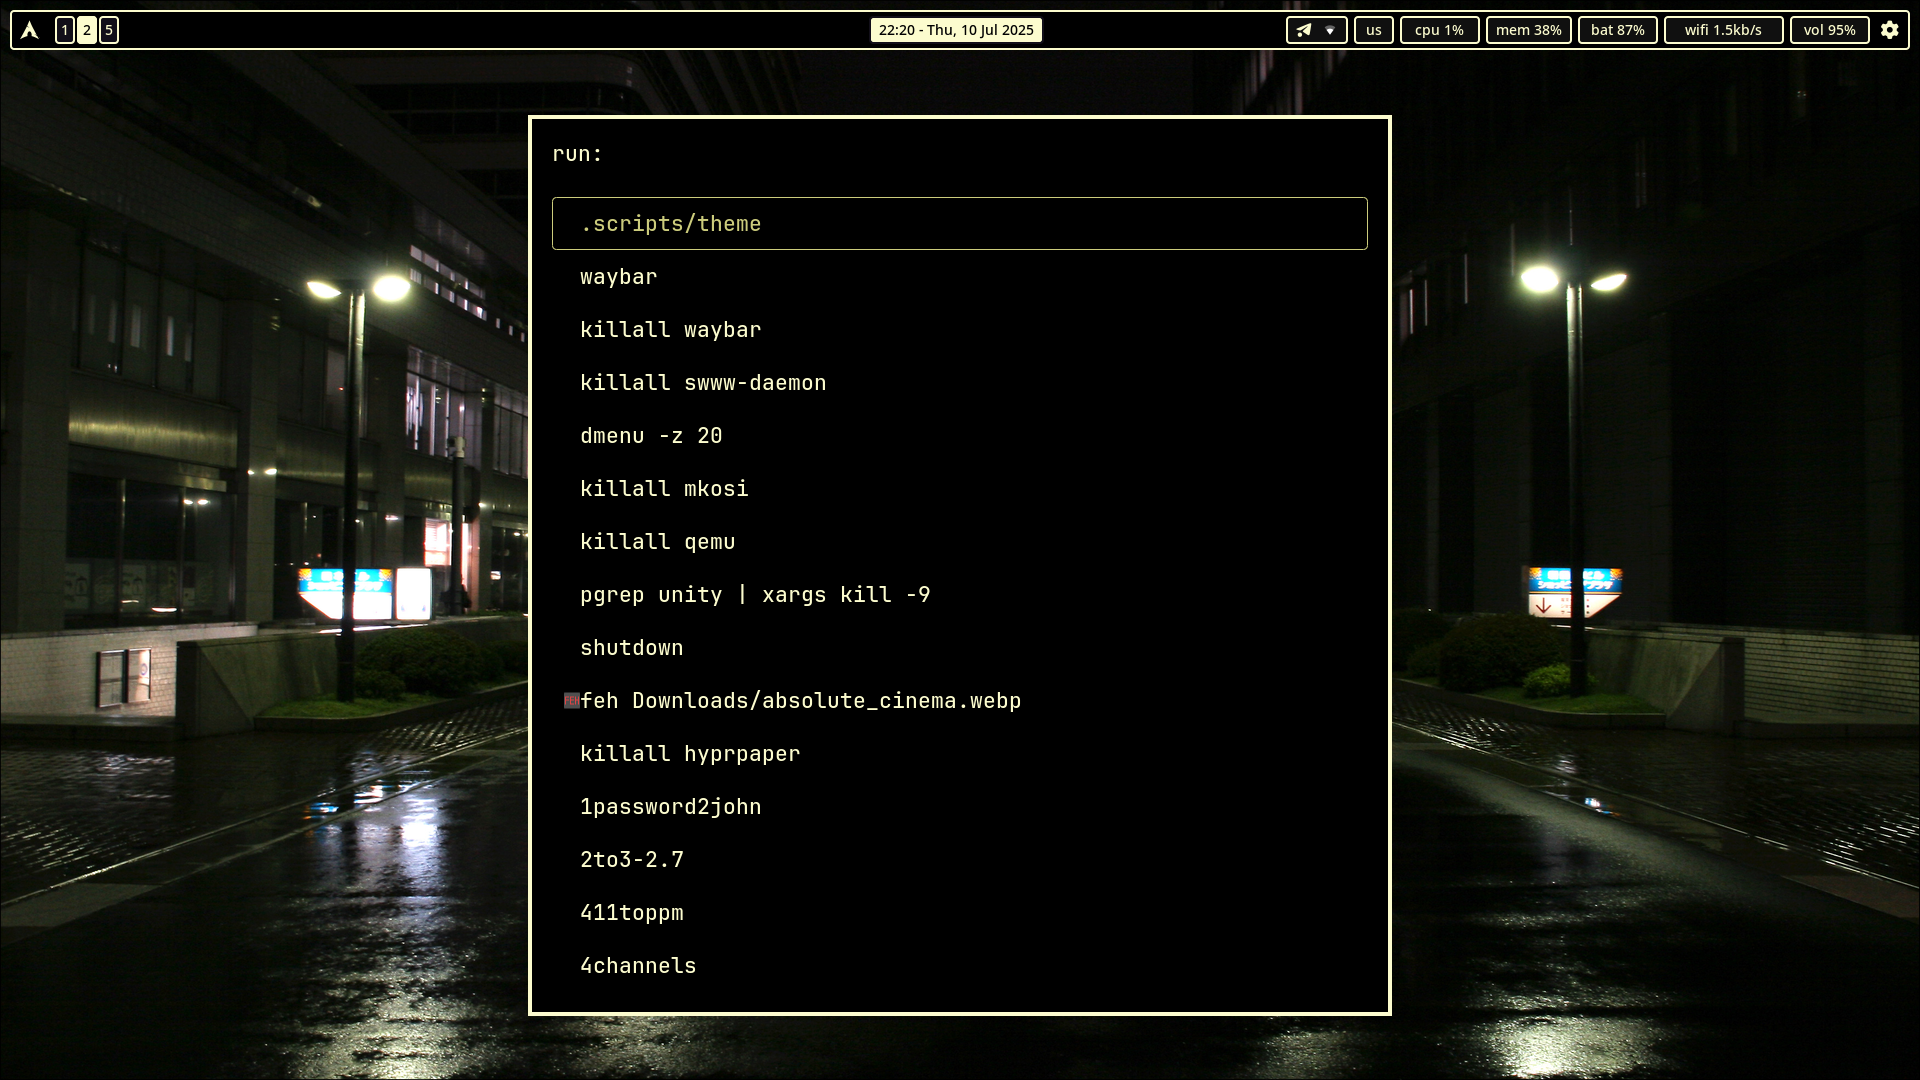 1 2 5
22:20 - Thu, 10 Jul 2025
us
cpu 1%
mem 38%
bat 87%
wifi 1.5kb/s
vol 95%
run:
.scripts/theme
waybar
killall waybar
killall swww-daemon
dmenu -z 20
killall mkosi
killall qemu
pgrep unity | xargs kill -9
shutdown
feh Downloads/absolute_cinema.webp
killall hyprpaper
1password2john
2to3-2.7
411toppm
4channels